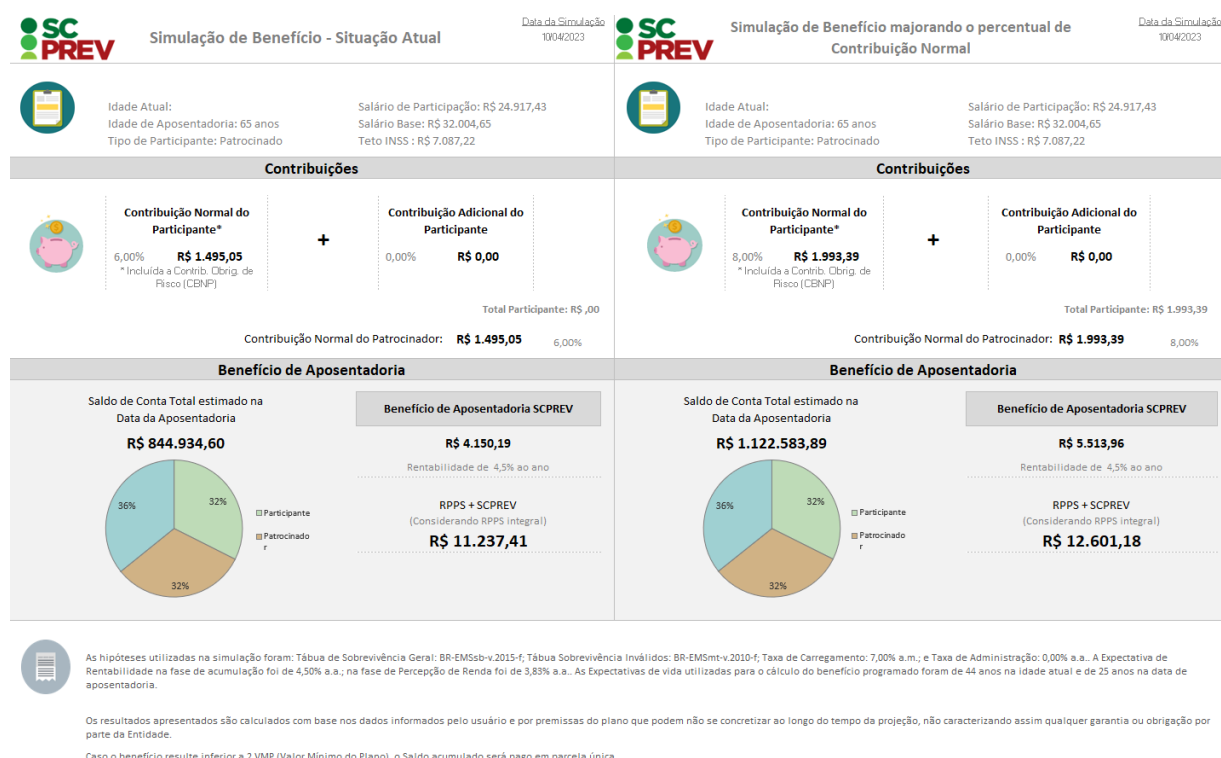 SC
PREV
Simulação de Benefício - Situação Atual
Data da Simulação
10/04/2023
Idade Atual:
Idade de Aposentadoria: 65 anos
Tipo de Participante: Patrocinado
Salário de Participação: R$ 24.917,43
Salário Base: R$ 32.004,65
Teto INSS : R$ 7.087,22
Contribuições
Contribuição Normal do
Participante*
6,00% R$ 1.495,05
* Incluída a Contrib. Obrig. de
Risco (CBNP)
+
Contribuição Adicional do
Participante
0,00% R$ 0,00
Total Participante: R$ ,00
Contribuição Normal do Patrocinador: R$ 1.495,05 6,00%
Benefício de Aposentadoria
Saldo de Conta Total estimado na
Data da Aposentadoria
R$ 844.934,60
36%
32%
32%
Participante
Patrocinado
r
Benefício de Aposentadoria SCPREV
R$ 4.150,19
Rentabilidade de 4,5% ao ano
RPPS + SCPREV
(Considerando RPPS integral)
R$ 11.237,41
SC
PREV
Simulação de Benefício majorando o percentual de
Contribuição Normal
Data da Simulação
10/04/2023
Idade Atual:
Idade de Aposentadoria: 65 anos
Tipo de Participante: Patrocinado
Salário de Participação: R$ 24.917,43
Salário Base: R$ 32.004,65
Teto INSS : R$ 7.087,22
Contribuições
Contribuição Normal do
Participante*
8,00% R$ 1.993,39
* Incluída a Contrib. Obrig. de
Risco (CBNP)
+
Contribuição Adicional do
Participante
0,00% R$ 0,00
Total Participante: R$ 1.993,39
Contribuição Normal do Patrocinador: R$ 1.993,39 8,00%
Benefício de Aposentadoria
Saldo de Conta Total estimado na
Data da Aposentadoria
R$ 1.122.583,89
36%
32%
32%
Participante
Patrocinado
r
Benefício de Aposentadoria SCPREV
R$ 5.513,96
Rentabilidade de 4,5% ao ano
RPPS + SCPREV
(Considerando RPPS integral)
R$ 12.601,18
As hipóteses utilizadas na simulação foram: Tábua de Sobrevivência Geral: BR-EMSsb-v.2015-f; Tábua Sobrevivência Inválidos: BR-EMSmt-v.2010-f; Taxa de Carregamento: 7,00% a.m.; e Taxa de Administração: 0,00% a.a.. A Expectativa de
Rentabilidade na fase de acumulação foi de 4,50% a.a.; na fase de Percepção de Renda foi de 3,83% a.a.. As Expectativas de vida utilizadas para o cálculo do benefício programado foram de 44 anos na idade atual e de 25 anos na data de
aposentadoria.
Os resultados apresentados são calculados com base nos dados informados pelo usuário e por premissas do plano que podem não se concretizar ao longo do tempo da projeção, não caracterizando assim qualquer garantia ou obrigação por
parte da Entidade.
Caso o benefício resulte inferior a 2 VMP (Valor Mínimo do Plano), o Saldo acumulado será pago em parcela única.